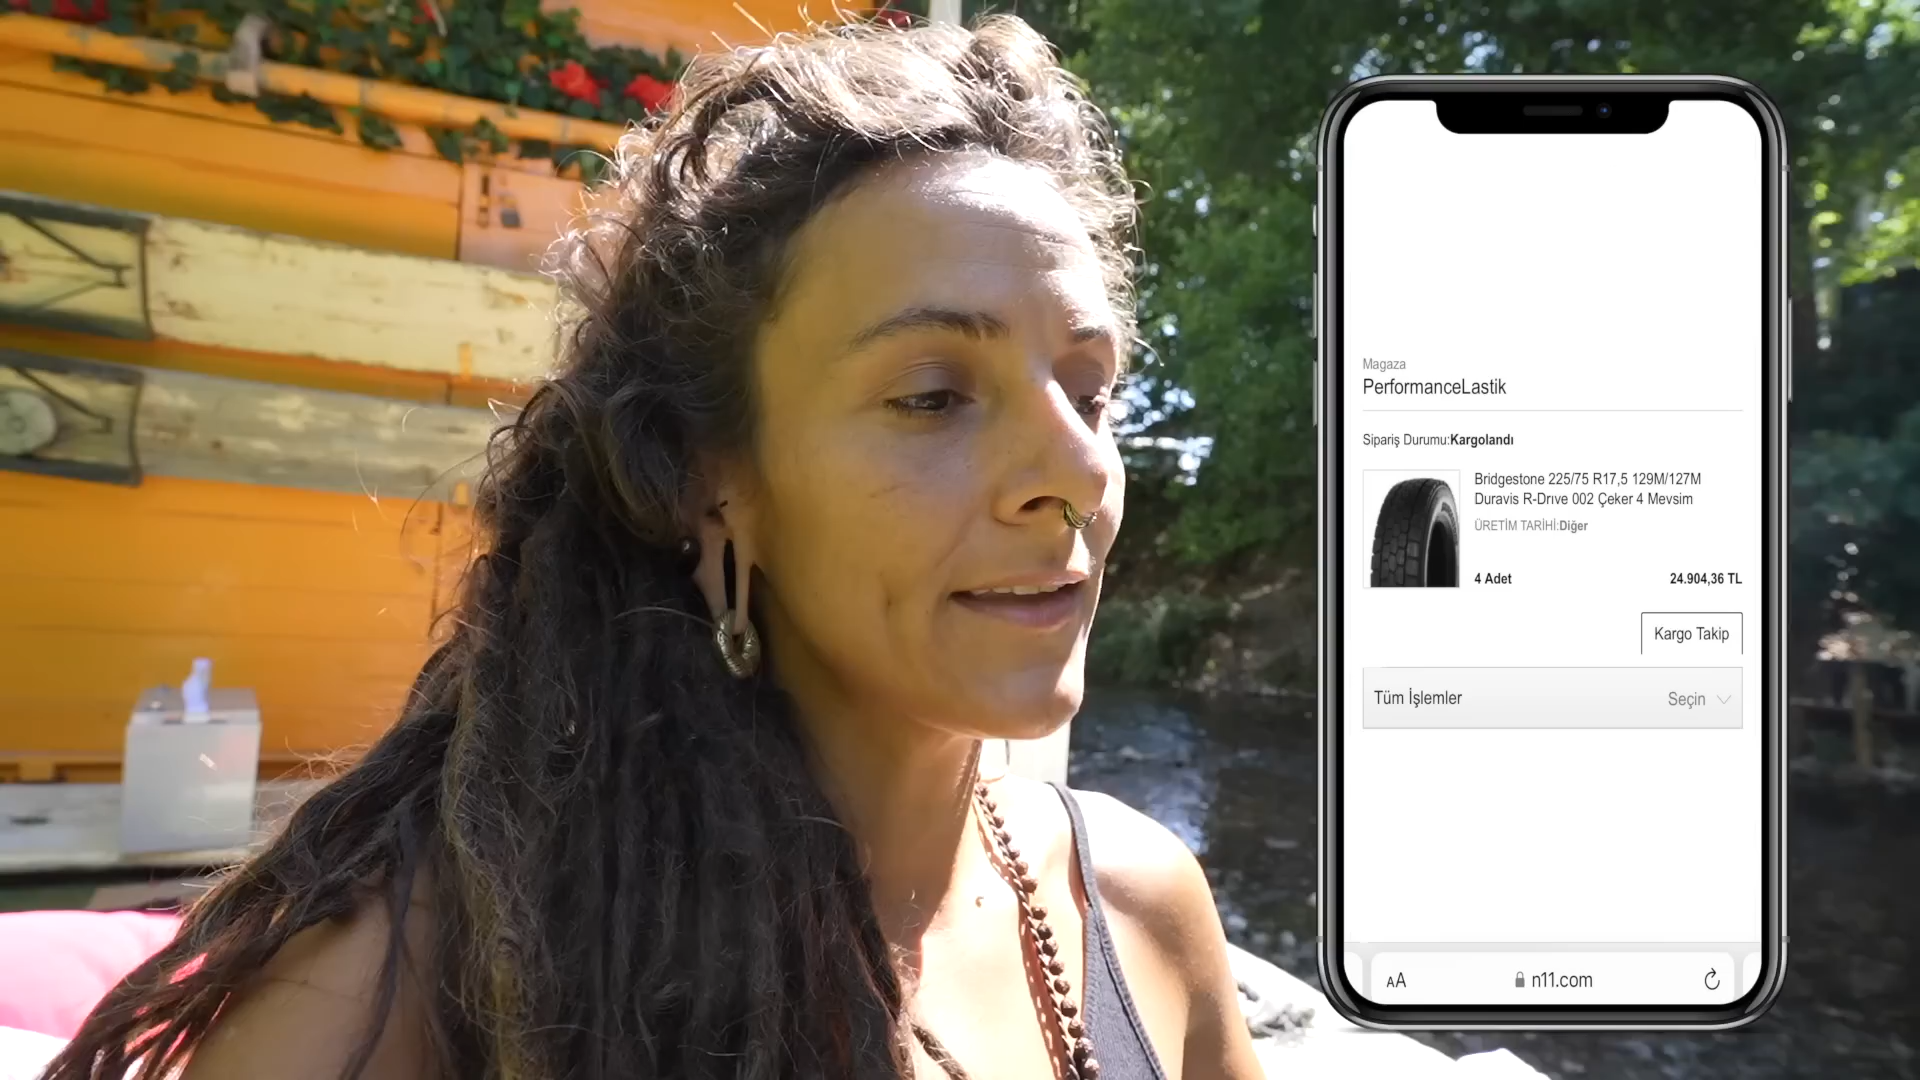 Magaza
PerformanceLastik
Sipariş Durumu:Kargolandı
Bridgestone 225/75 R17,5 129M/127M
Duravis R-Drıve 002 Çeker 4 Mevsim
ÜRETİM TARİHİ:Diğer
4 Adet 24.904,36 TL
Kargo Takip
Tüm İşlemler Seçin
AA n11.com